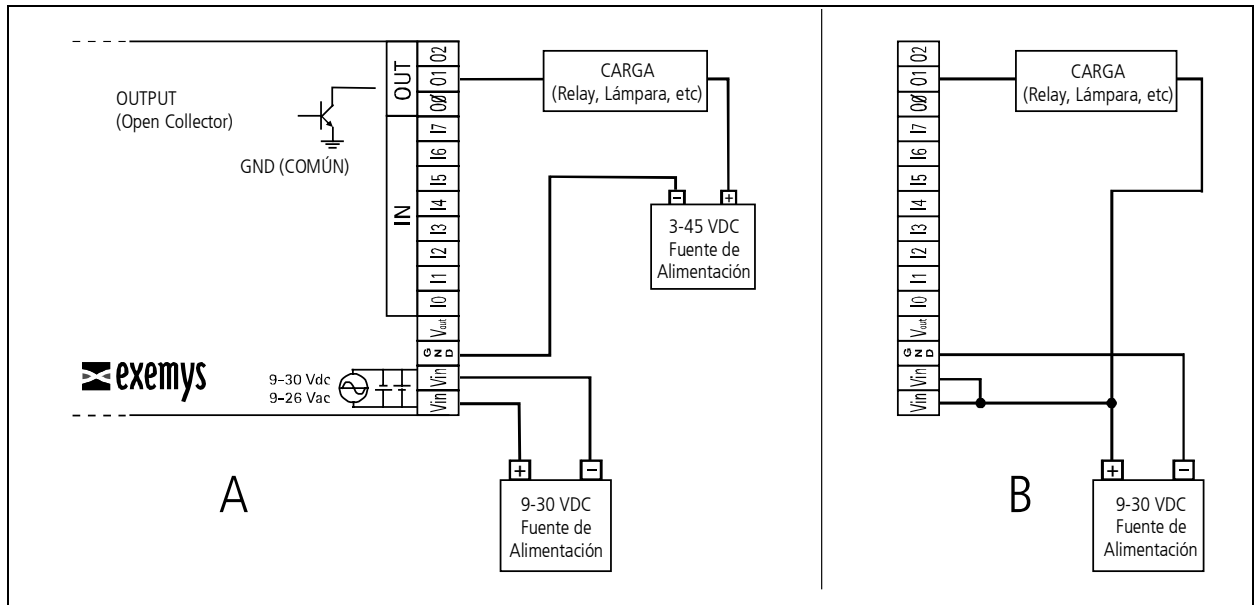 OUTPUT
(Open Collector)
GND (COMÚN)
OUT
IN
O2
O1
OØ
I7
I6
I5
I4
I3
I2
I1
I0
Vout
GND
Vin
Vin
CARGA
(Relay, Lámpara, etc)
-
+
3-45 VDC
Fuente de
Alimentación
exemys
9-30 Vdc
9-26 Vac
+
-
9-30 VDC
Fuente de
Alimentación
A
O2
O1
OØ
I7
I6
I5
I4
I3
I2
I1
I0
Vout
GND
Vin
Vin
CARGA
(Relay, Lámpara, etc)
+
-
9-30 VDC
Fuente de
Alimentación
B